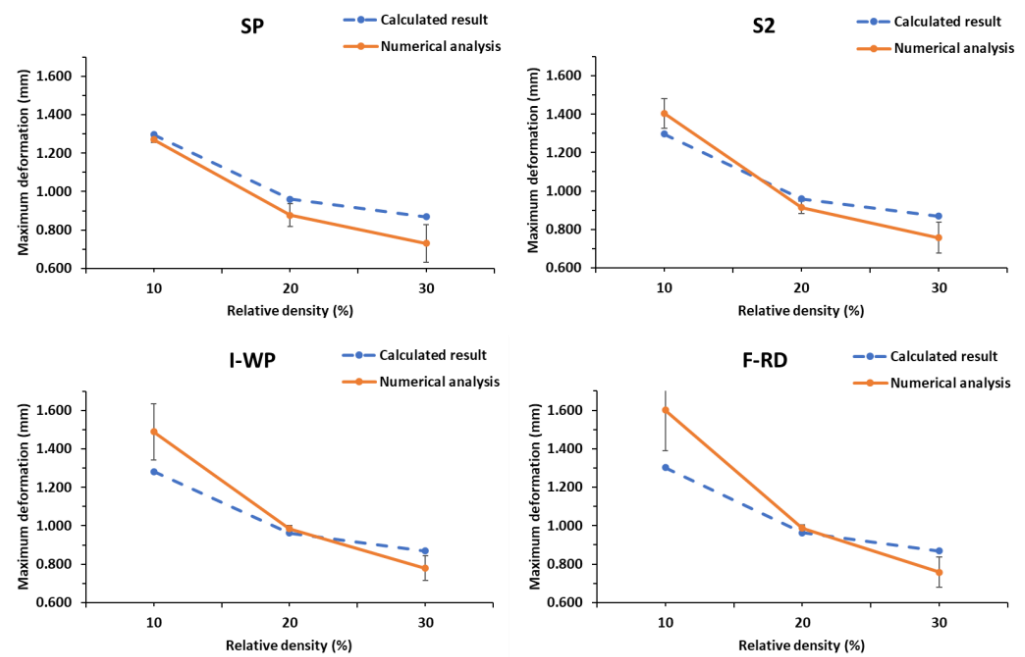 SP
Calculated result
Numerical analysis
Maximum deformation (mm)
1.600
1.400
1.200
1.000
0.800
0.600
10 20 30
Relative density (%)
S2
Calculated result
Numerical analysis
Maximum deformation (mm)
1.600
1.400
1.200
1.000
0.800
0.600
10 20 30
Relative density (%)
I-WP
Calculated result
Numerical analysis
Maximum deformation (mm)
1.600
1.400
1.200
1.000
0.800
0.600
10 20 30
Relative density (%)
F-RD
Calculated result
Numerical analysis
Maximum deformation (mm)
1.600
1.400
1.200
1.000
0.800
0.600
10 20 30
Relative density (%)